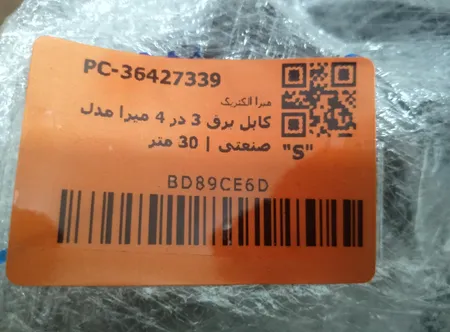 PC-36427339
میرا الکتریک
کابل برق 3 در 4 میرا مدل
صنعتی | 30 متر
"S"
BD89CE6D